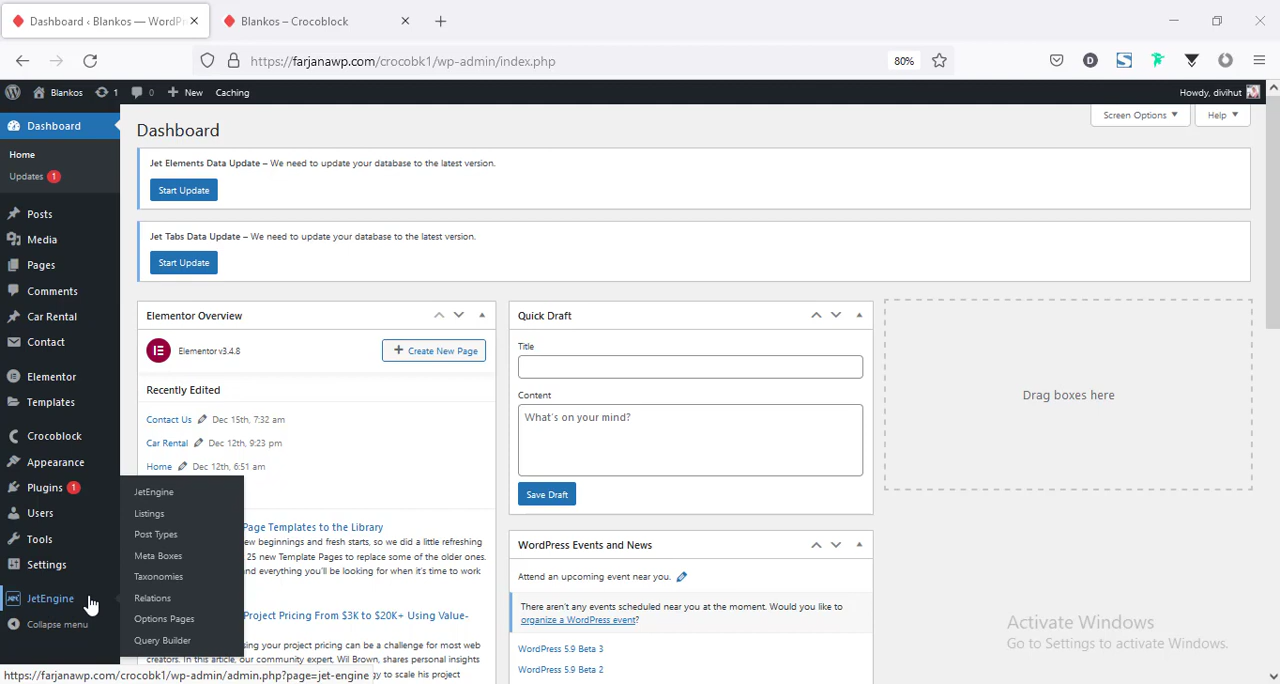 Dashboard ‹ Blankos — WordPr
Blankos – Crocoblock
https://farjanawp.com/crocobk1/wp-admin/index.php
80%
Blankos
1
0
New
Caching
Howdy, divihut
Dashboard
Home
Updates 1
Posts
Media
Pages
Comments
Car Rental
Contact
Elementor
Templates
Crocoblock
Appearance
Plugins 1
Users
Tools
Settings
JetEngine
Collapse menu
JetEngine
Listings
Post Types
Meta Boxes
Taxonomies
Relations
Options Pages
Query Builder
Dashboard
Screen Options
Help
Jet Elements Data Update – We need to update your database to the latest version.
Start Update
Jet Tabs Data Update – We need to update your database to the latest version.
Start Update
Elementor Overview
Elementor v3.4.8
Create New Page
Recently Edited
Contact Us Dec 15th, 7:32 am
Car Rental Dec 12th, 9:23 pm
Home Dec 12th, 6:51 am
Page Templates to the Library
ew beginnings and fresh starts, so we did a little refreshing
25 new Template Pages to replace some of the older ones.
nd everything you'll be looking for when it's time to work
Project Pricing From $3K to $20K+ Using Value-
sing your project pricing can be a challenge for most web
creators. In this article, our community expert, Wil Brown, shares personal insights
gy to scale his project
Quick Draft
Title
Content
What's on your mind?
Save Draft
WordPress Events and News
Attend an upcoming event near you.
There aren't any events scheduled near you at the moment. Would you like to
organize a WordPress event?
WordPress 5.9 Beta 3
WordPress 5.9 Beta 2
Drag boxes here
Activate Windows
Go to Settings to activate Windows.
https://farjanawp.com/crocobk1/wp-admin/admin.php?page=jet-engine